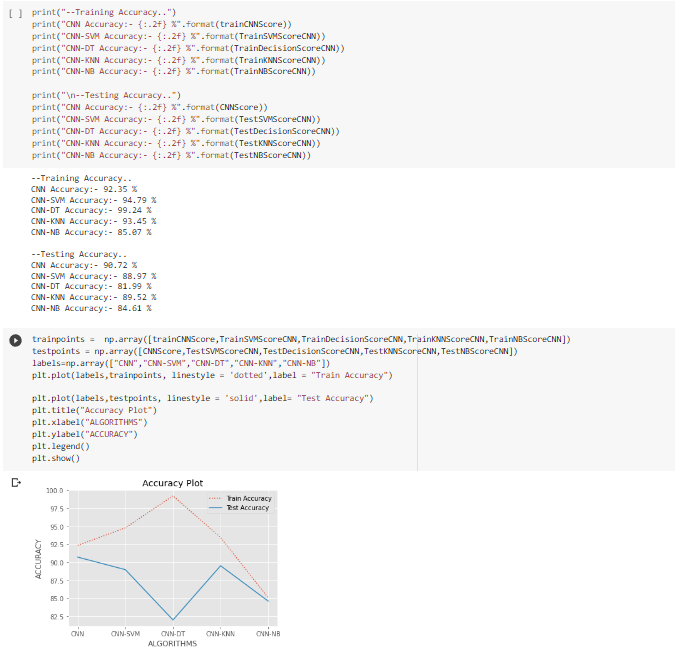 [ ] print("--Training Accuracy..")
print("CNN Accuracy:- {:.2f} %".format(trainCNNScore))
print("CNN-SVM Accuracy:- {:.2f} %".format(TrainSVMScoreCNN))
print("CNN-DT Accuracy:- {:.2f} %".format(TrainDecisionScoreCNN))
print("CNN-KNN Accuracy:- {:.2f} %".format(TrainKNNScoreCNN))
print("CNN-NB Accuracy:- {:.2f} %".format(TrainNBScoreCNN))
print("\n--Testing Accuracy..")
print("CNN Accuracy:- {:.2f} %".format(CNNScore))
print("CNN-SVM Accuracy:- {:.2f} %".format(TestSVMScoreCNN))
print("CNN-DT Accuracy:- {:.2f} %".format(TestDecisionScoreCNN))
print("CNN-KNN Accuracy:- {:.2f} %".format(TestKNNScoreCNN))
print("CNN-NB Accuracy:- {:.2f} %".format(TestNBScoreCNN))
--Training Accuracy..
CNN Accuracy:- 92.35 %
CNN-SVM Accuracy:- 94.79 %
CNN-DT Accuracy:- 99.24 %
CNN-KNN Accuracy:- 93.45 %
CNN-NB Accuracy:- 85.07 %
--Testing Accuracy..
CNN Accuracy:- 90.72 %
CNN-SVM Accuracy:- 88.97 %
CNN-DT Accuracy:- 81.99 %
CNN-KNN Accuracy:- 89.52 %
CNN-NB Accuracy:- 84.61 %
trainpoints =  np.array([trainCNNScore,TrainSVMScoreCNN,TrainDecisionScoreCNN,TrainKNNScoreCNN,TrainNBScoreCNN])
testpoints = np.array([CNNScore,TestSVMScoreCNN,TestDecisionScoreCNN,TestKNNScoreCNN,TestNBScoreCNN])
labels=np.array(["CNN","CNN-SVM","CNN-DT","CNN-KNN","CNN-NB"])
plt.plot(labels,trainpoints, linestyle = 'dotted',label = "Train Accuracy")
plt.plot(labels,testpoints, linestyle = 'solid',label= "Test Accuracy")
plt.title("Accuracy Plot")
plt.xlabel("ALGORITHMS")
plt.ylabel("ACCURACY")
plt.legend()
plt.show()
Accuracy Plot
100.0
97.5
95.0
92.5
90.0
87.5
85.0
82.5
ACCURACY
Train Accuracy
Test Accuracy
CNN CNN-SVM CNN-DT CNN-KNN CNN-NB
ALGORITHMS